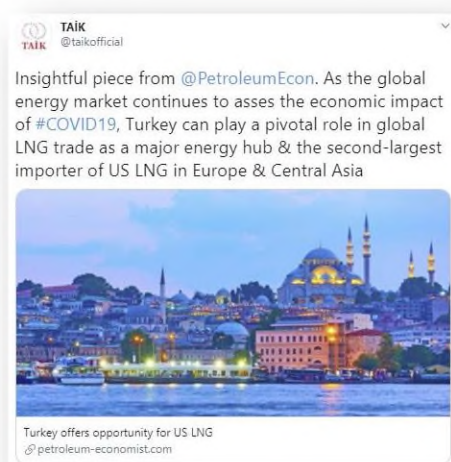 TAİK
@taikofficial
TAİK
Insightful piece from @PetroleumEcon. As the global
energy market continues to asses the economic impact
of #COVID19, Turkey can play a pivotal role in global
LNG trade as a major energy hub & the second-largest
importer of US LNG in Europe & Central Asia
Turkey offers opportunity for US LNG
petroleum-economist.com